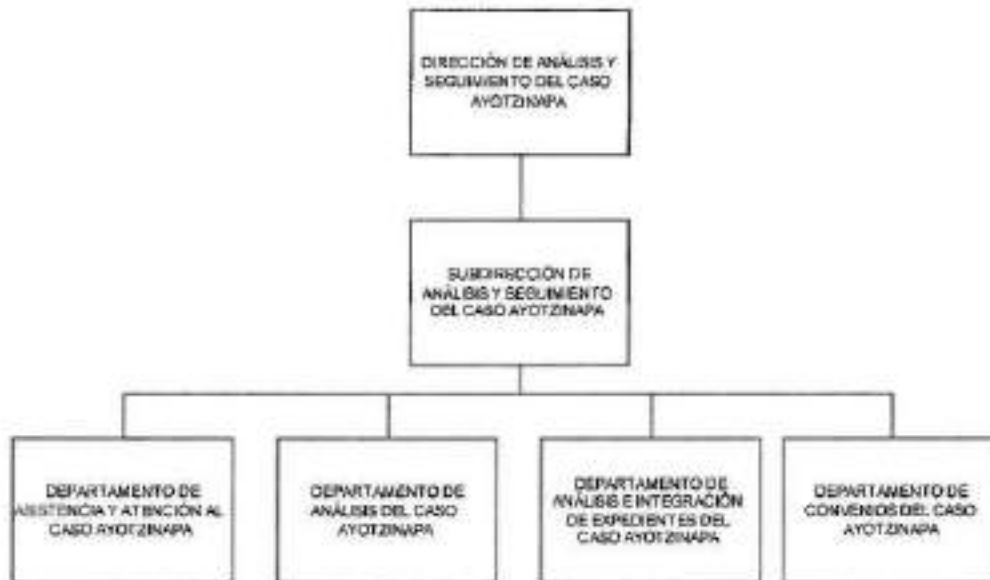 DIRECCIÓN DE ANÁLISIS Y
SEGUIMIENTO DEL CASO
AYOTZINAPA
SUBDIRECCIÓN DE
ANÁLISIS Y SEGUIMIENTO
DEL CASO AYOTZINAPA
DEPARTAMENTO DE
ASISTENCIA Y ATENCIÓN AL
CASO AYOTZINAPA
DEPARTAMENTO DE
ANÁLISIS DEL CASO
AYOTZINAPA
DEPARTAMENTO DE
ANÁLISIS E INTEGRACIÓN
DE EXPEDIENTES DEL
CASO AYOTZINAPA
DEPARTAMENTO DE
CONVENIOS DEL CASO
AYOTZINAPA